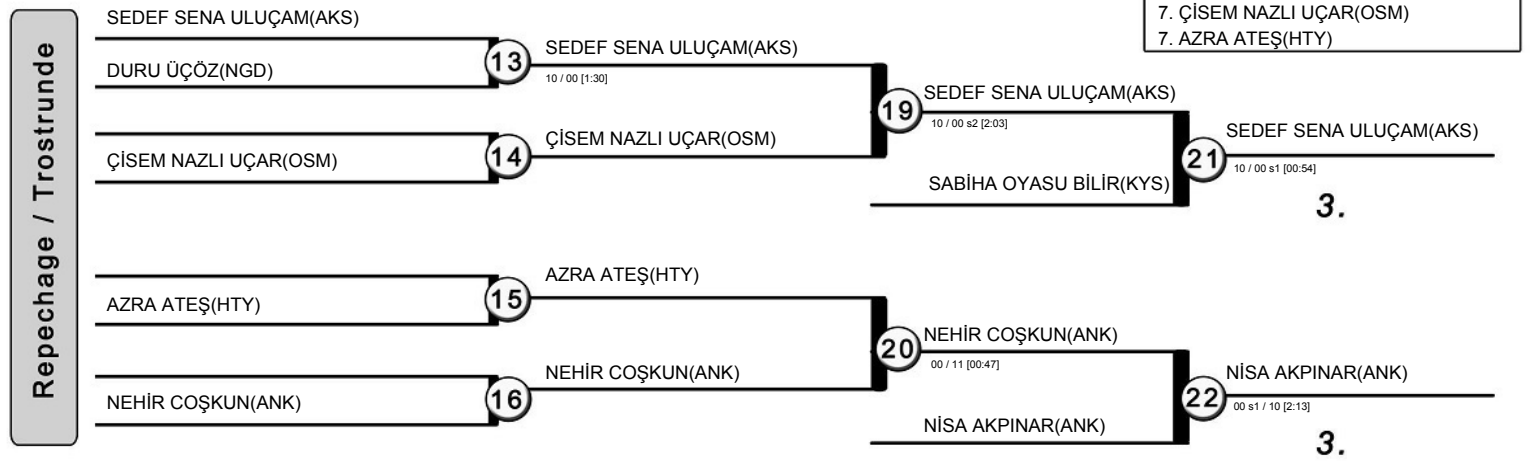 Repechage / Trostrunde
7. ÇİSEM NAZLI UÇAR(OSM)
7. AZRA ATEŞ(HTY)
SEDEF SENA ULUÇAM(AKS)
DURU ÜÇÖZ(NGD)
13
SEDEF SENA ULUÇAM(AKS)
10 / 00 [1:30]
ÇİSEM NAZLI UÇAR(OSM)
14
ÇİSEM NAZLI UÇAR(OSM)
19
SEDEF SENA ULUÇAM(AKS)
10 / 00 s2 [2:03]
SABİHA OYASU BİLİR(KYS)
21
SEDEF SENA ULUÇAM(AKS)
10 / 00 s1 [00:54]
3.
AZRA ATEŞ(HTY)
15
AZRA ATEŞ(HTY)
NEHİR COŞKUN(ANK)
16
NEHİR COŞKUN(ANK)
20
NEHİR COŞKUN(ANK)
00 / 11 [00:47]
NİSA AKPINAR(ANK)
22
NİSA AKPINAR(ANK)
00 s1 / 10 [2:13]
3.